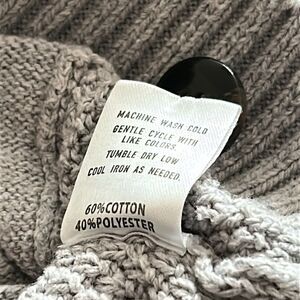 MACHINE WASH COLD
GENTLE CYCLE WITH
LIKE COLORS.
TUMBLE DRY LOW
COOL IRON AS NEEDED.
60%COTTON
40%POLYESTER